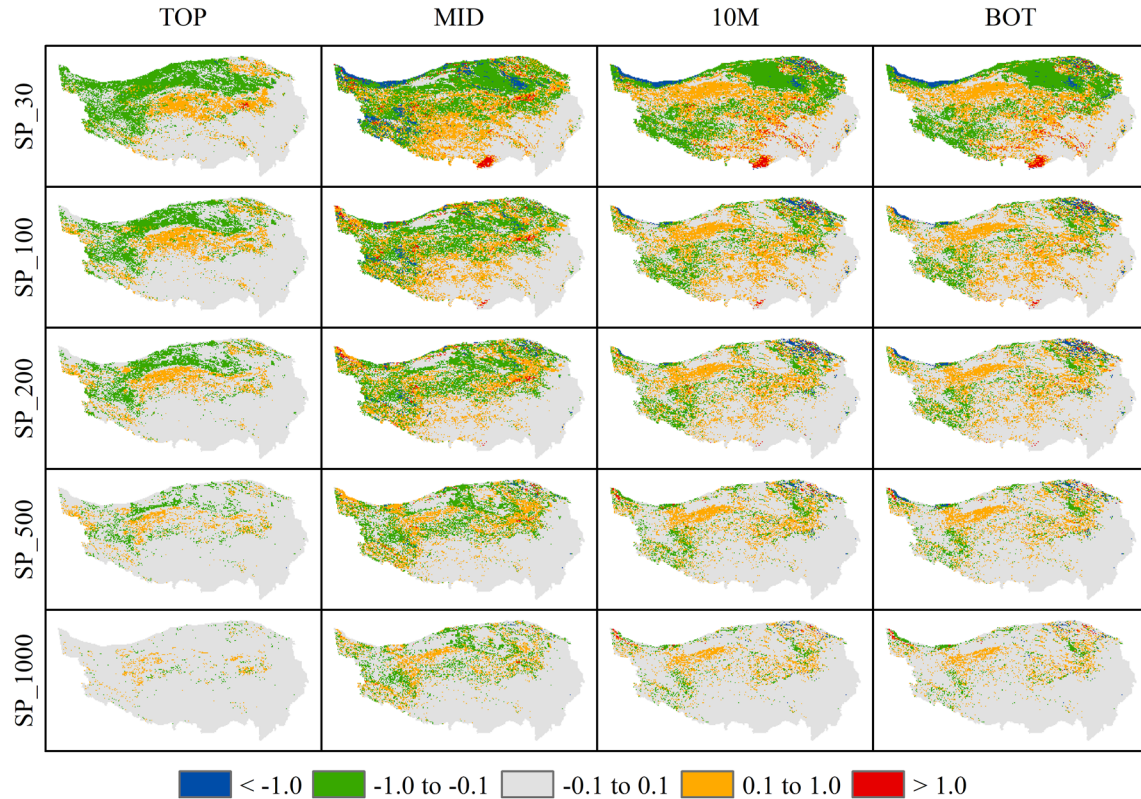 TOP MID 10M BOT
SP_30
SP_100
SP_200
SP_500
SP_1000
< -1.0 -1.0 to -0.1 -0.1 to 0.1 0.1 to 1.0 > 1.0